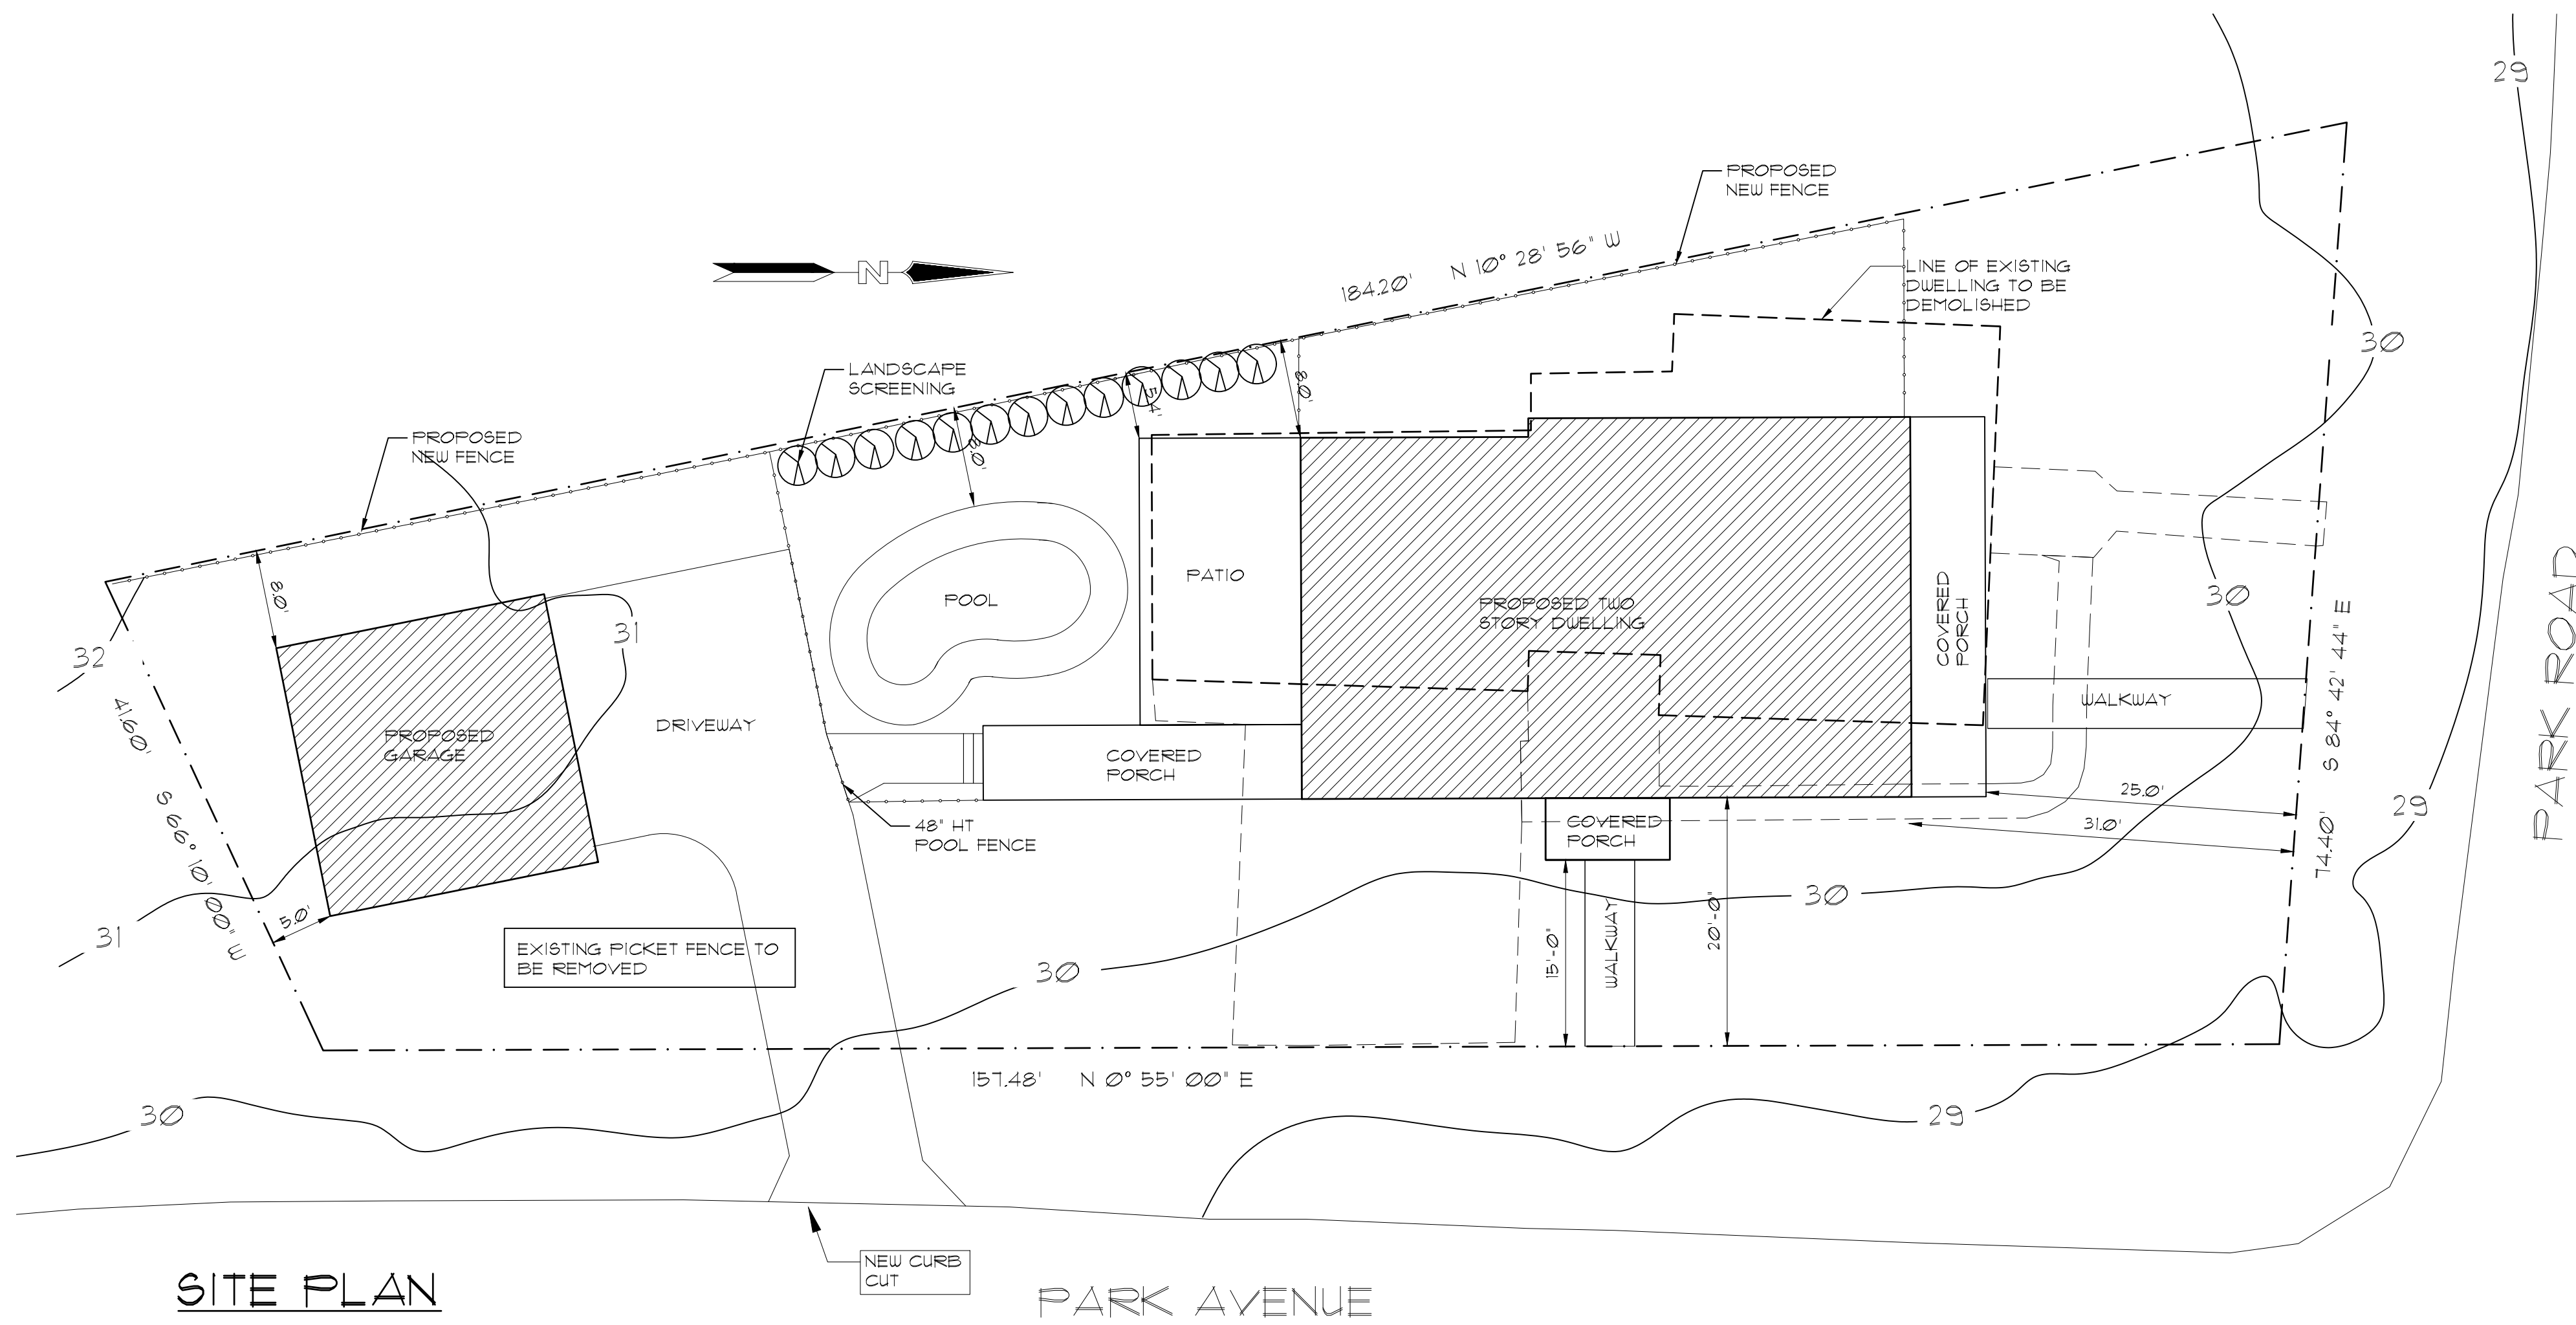 29
PROPOSED
NEW FENCE
184.20' N 10° 28' 56" W
N
LINE OF EXISTING
DWELLING TO BE
DEMOLISHED
30
LANDSCAPE
SCREENING
8.0'
5.4'
8.0'
PROPOSED
NEW FENCE
PATIO
POOL
PROPOSED TWO
STORY DWELLING
COVERED
PORCH
30
8.0'
31
32
PARK ROAD
S 84° 42' 44" E
74.40'
WALKWAY
41.60' S 66° 10' 00" E
PROPOSED
GARAGE
DRIVEWAY
COVERED
PORCH
25.0'
31.0'
29
48" HT
POOL FENCE
COVERED
PORCH
30
5.0'
31
EXISTING PICKET FENCE TO
BE REMOVED
15'-0"
WALKWAY
20'-0"
30
157.48' N 0° 55' 00" E
30
29
NEW CURB
CUT
SITE PLAN
PARK AVENUE